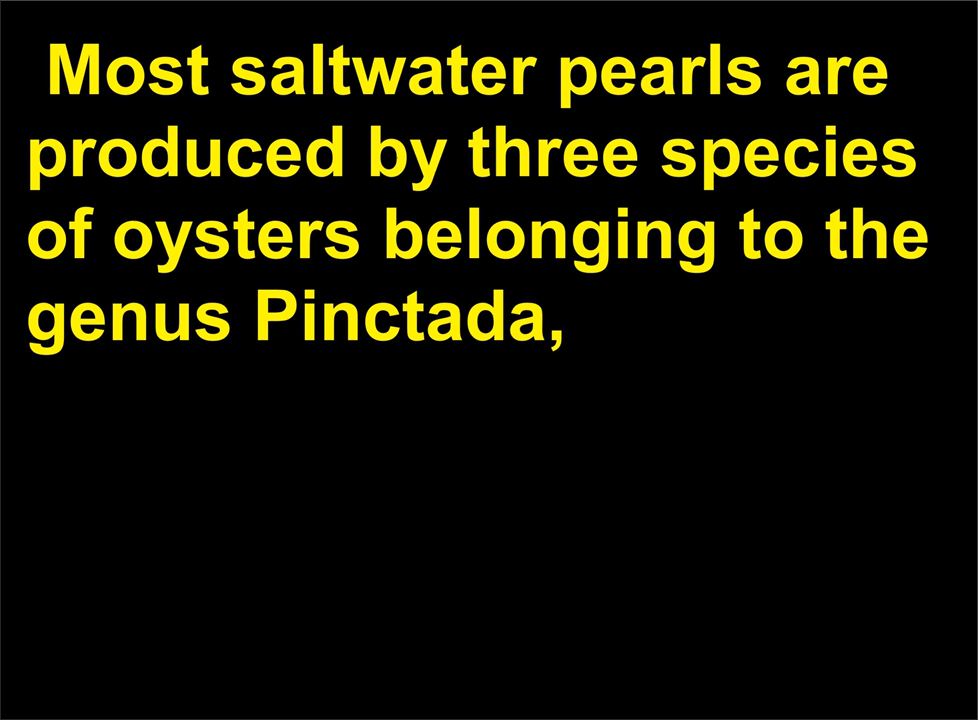 Most saltwater pearls are
produced by three species
of oysters belonging to the
genus Pinctada,